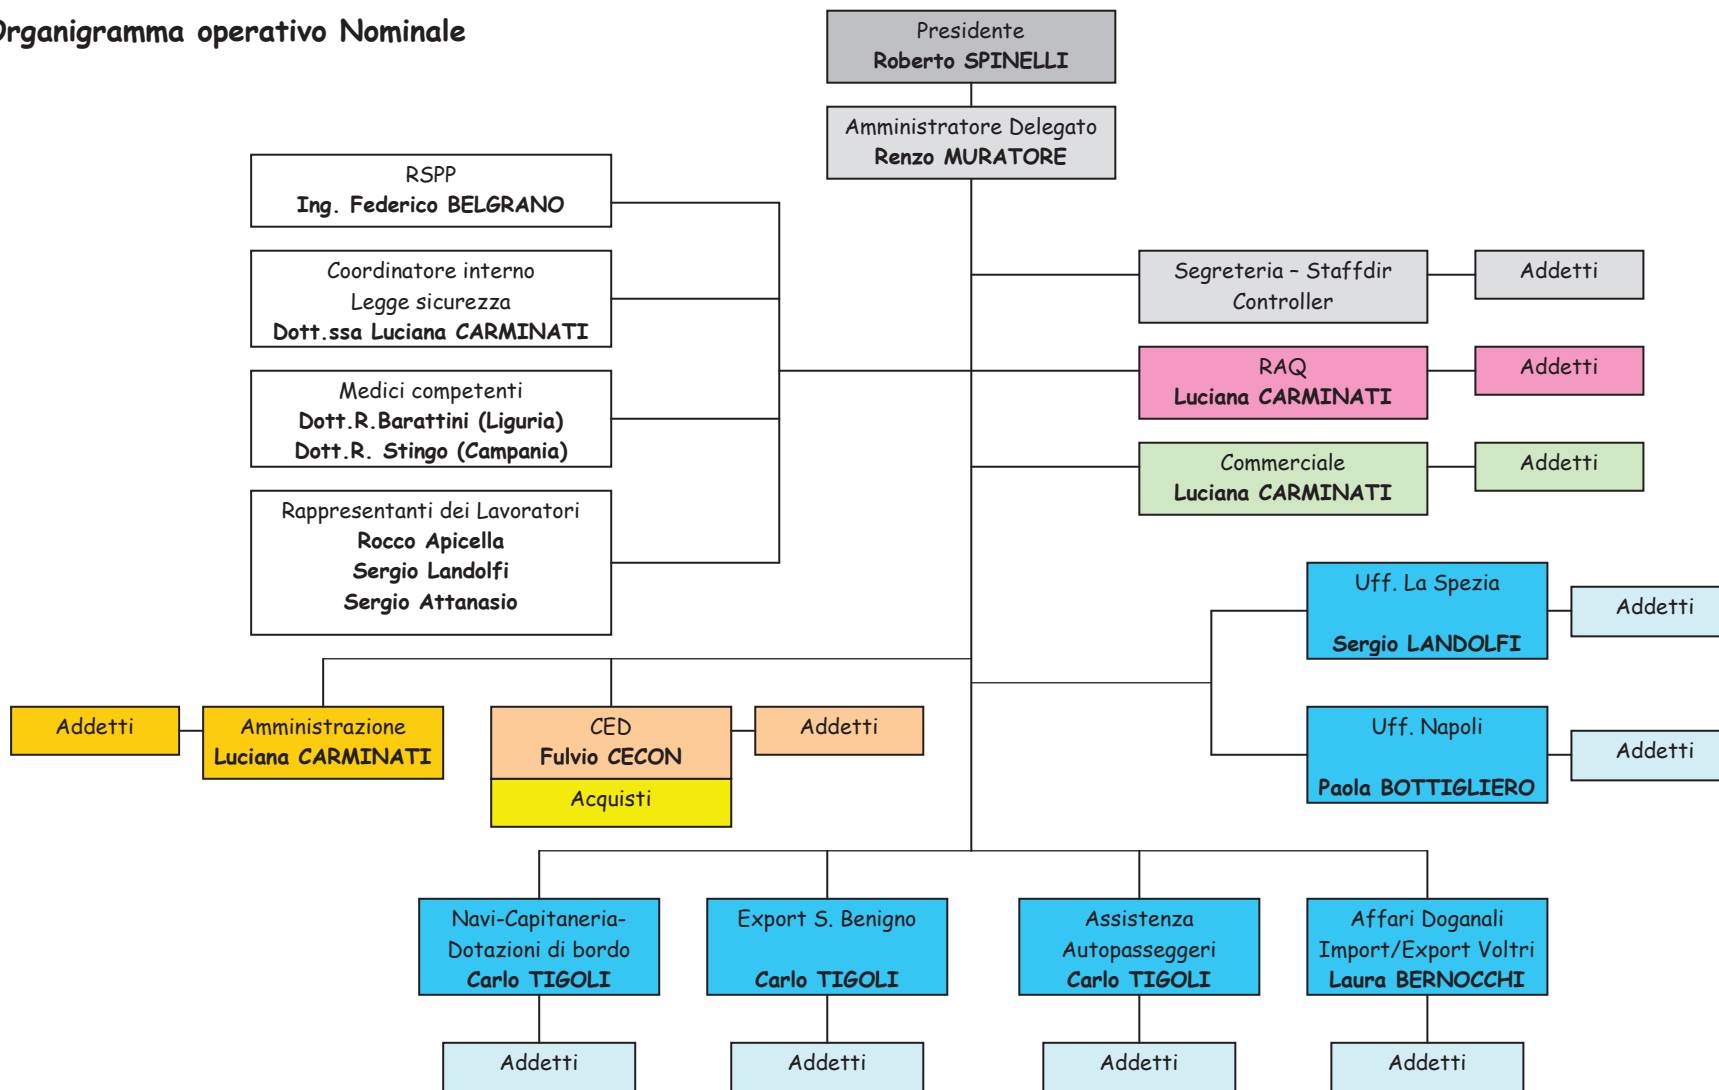 Organigramma operativo Nominale
Presidente
Roberto SPINELLI
Amministratore Delegato
Renzo MURATORE
RSPP
Ing. Federico BELGRANO
Coordinatore interno
Legge sicurezza
Dott.ssa Luciana CARMINATI
Medici competenti
Dott.R.Barattini (Liguria)
Dott.R. Stingo (Campania)
Rappresentanti dei Lavoratori
Rocco Apicella
Sergio Landolfi
Sergio Attanasio
Segreteria – Staffdir
Controller
Addetti
RAQ
Luciana CARMINATI
Addetti
Commerciale
Luciana CARMINATI
Addetti
Uff. La Spezia
Sergio LANDOLFI
Addetti
Uff. Napoli
Paola BOTTIGLIERO
Addetti
Addetti
Amministrazione
Luciana CARMINATI
CED
Fulvio CECON
Acquisti
Addetti
Navi-Capitaneria-
Dotazioni di bordo
Carlo TIGOLI
Export S. Benigno
Carlo TIGOLI
Assistenza
Autopasseggeri
Carlo TIGOLI
Affari Doganali
Import/Export Voltri
Laura BERNOCCHI
Addetti
Addetti
Addetti
Addetti